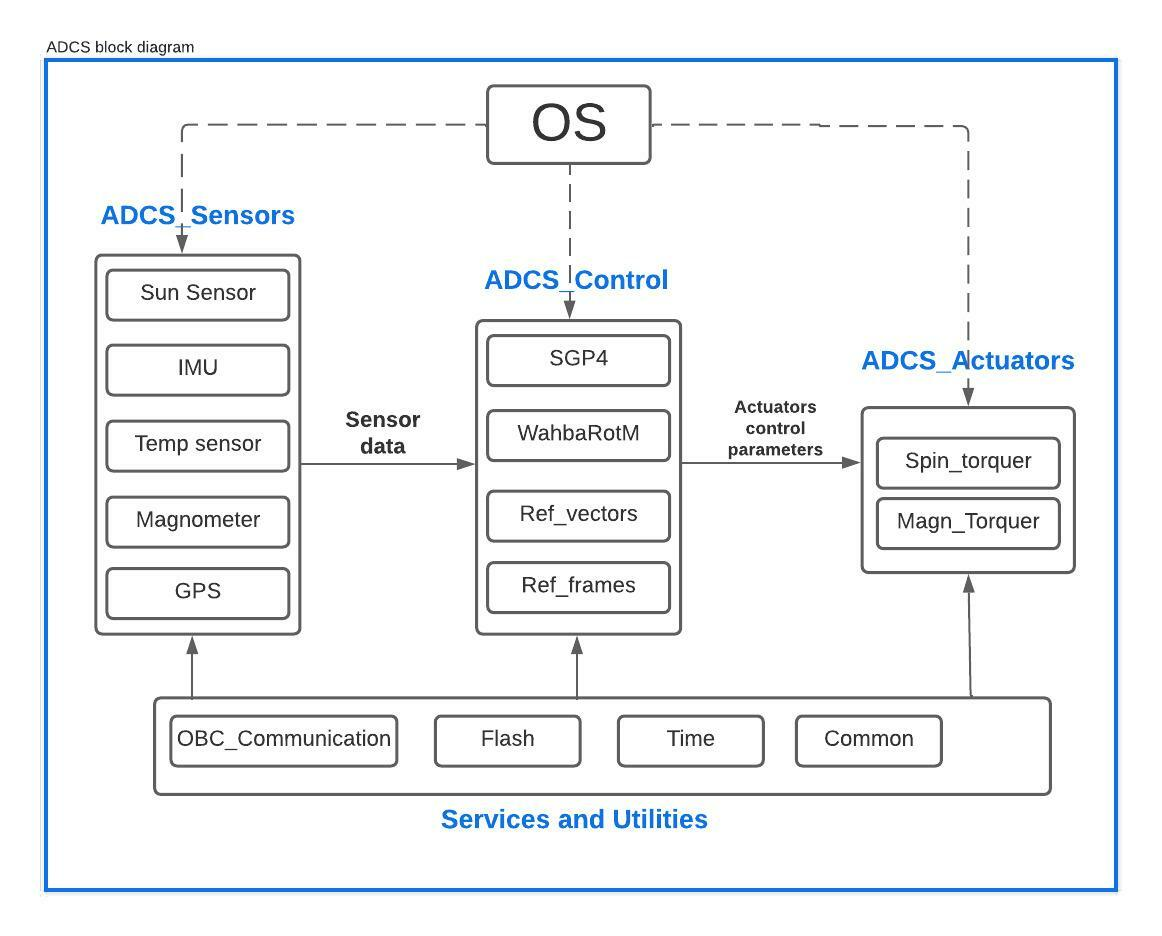 ADCS block diagram
OS
ADCS_Sensors
Sun Sensor
IMU
Temp sensor
Magnometer
GPS
Sensor
data
ADCS_Control
SGP4
WahbaRotM
Ref_vectors
Ref_frames
Actuators
control
parameters
ADCS_Actuators
Spin_torquer
Magn_Torquer
OBC_Communication
Flash
Time
Common
Services and Utilities